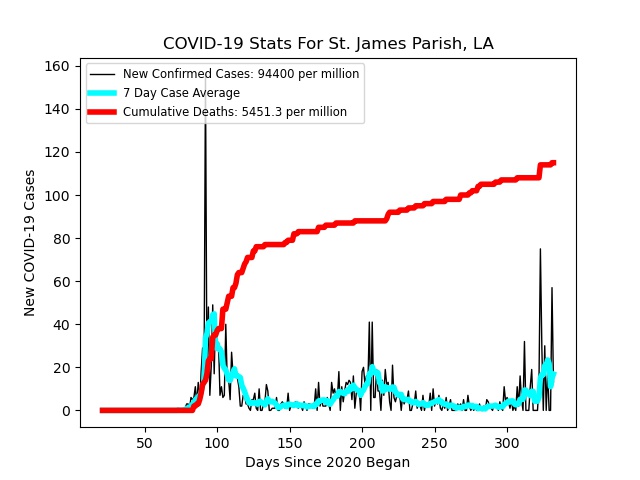 COVID-19 Stats For St. James Parish, LA
New Confirmed Cases: 94400 per million
7 Day Case Average
Cumulative Deaths: 5451.3 per million
New COVID-19 Cases
160
140
120
100
80
60
40
20
0
50
100
150
200
250
300
Days Since 2020 Began